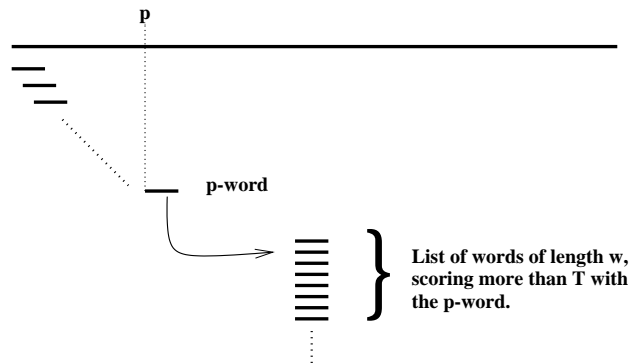 p
p-word
List of words of length w,
scoring more than T with
the p-word.